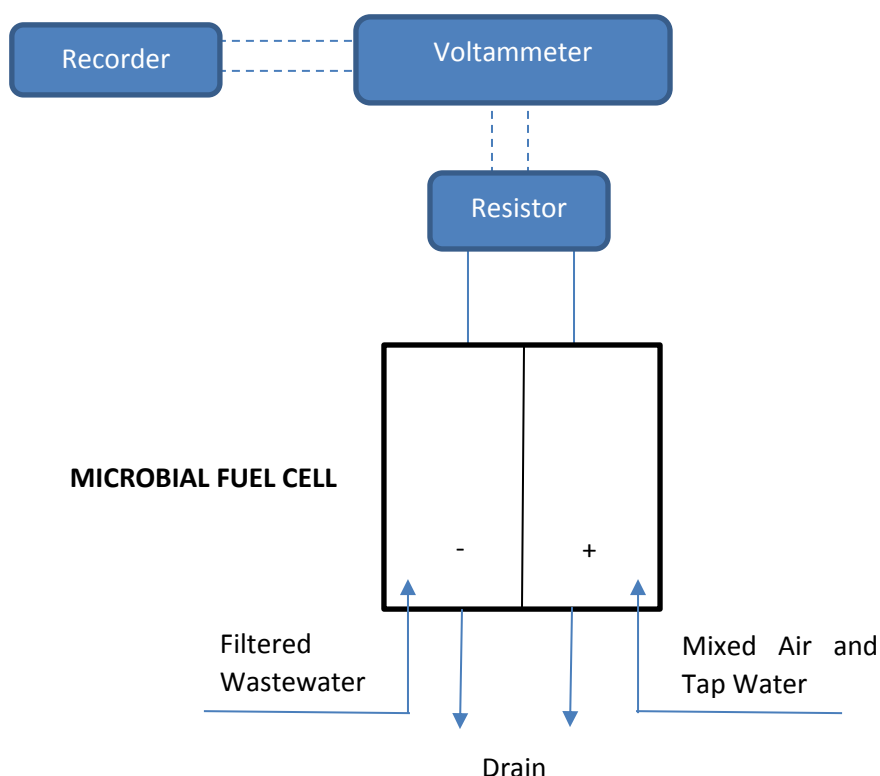 Recorder
Voltammeter
Resistor
MICROBIAL FUEL CELL
-
+
Filtered
Wastewater
Mixed Air and
Tap Water
Drain